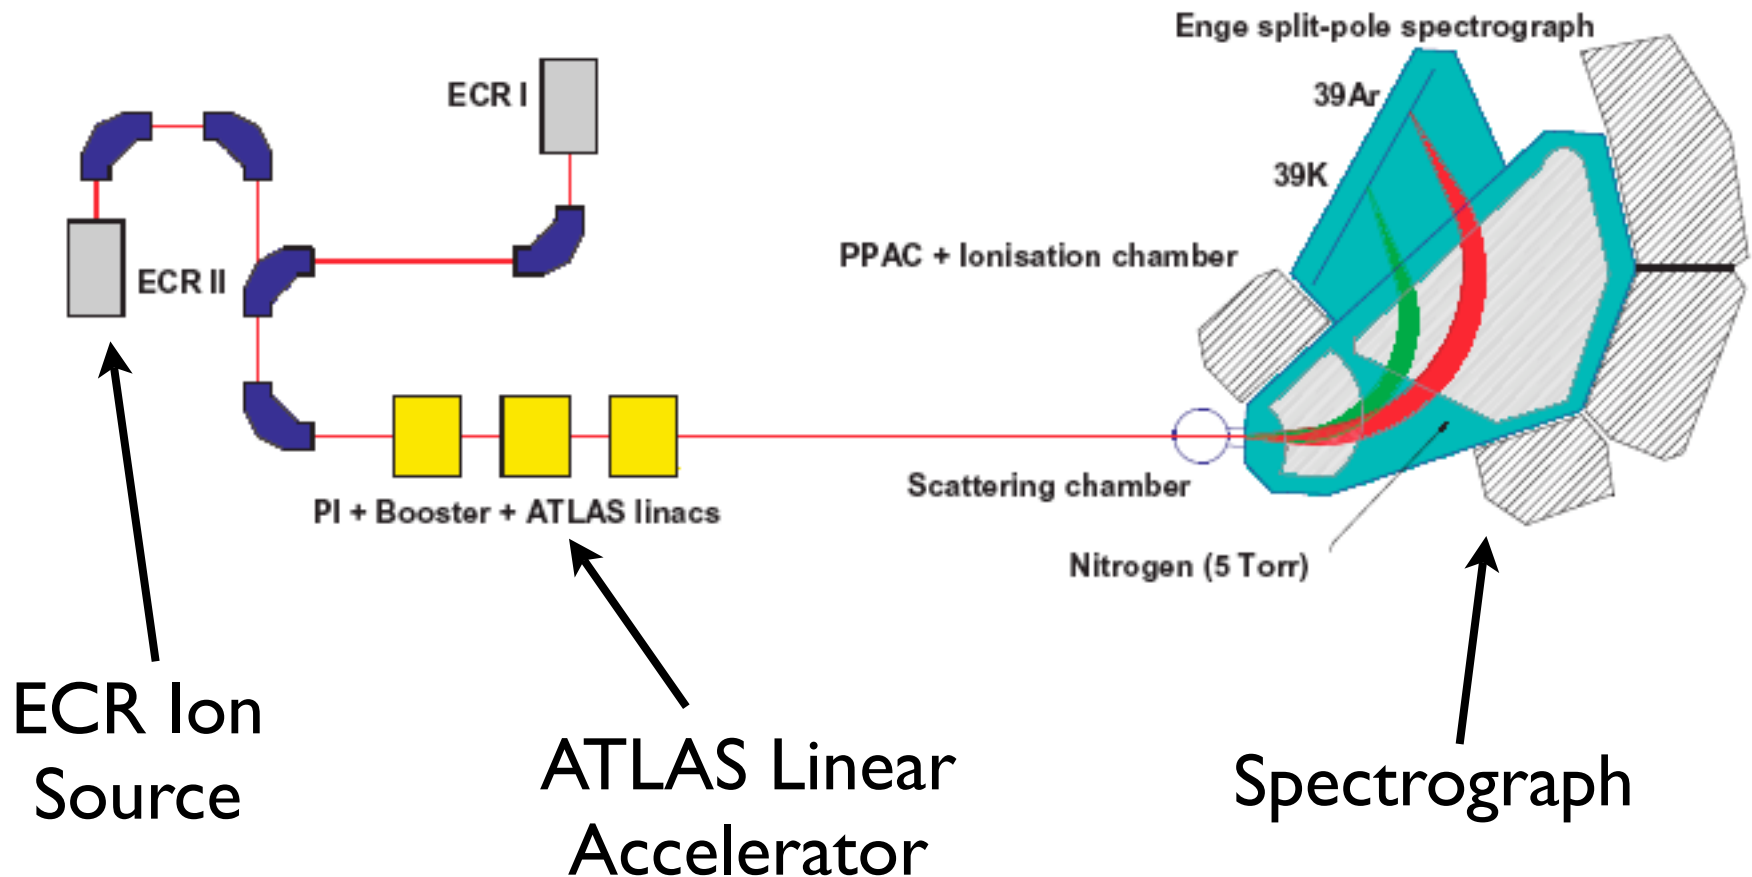 Enge split-pole spectrograph
ECR I
39Ar
39K
PPAC + Ionisation chamber
ECR II
Scattering chamber
PI + Booster + ATLAS linacs
Nitrogen (5 Torr)
ECR Ion
Source
ATLAS Linear
Accelerator
Spectrograph